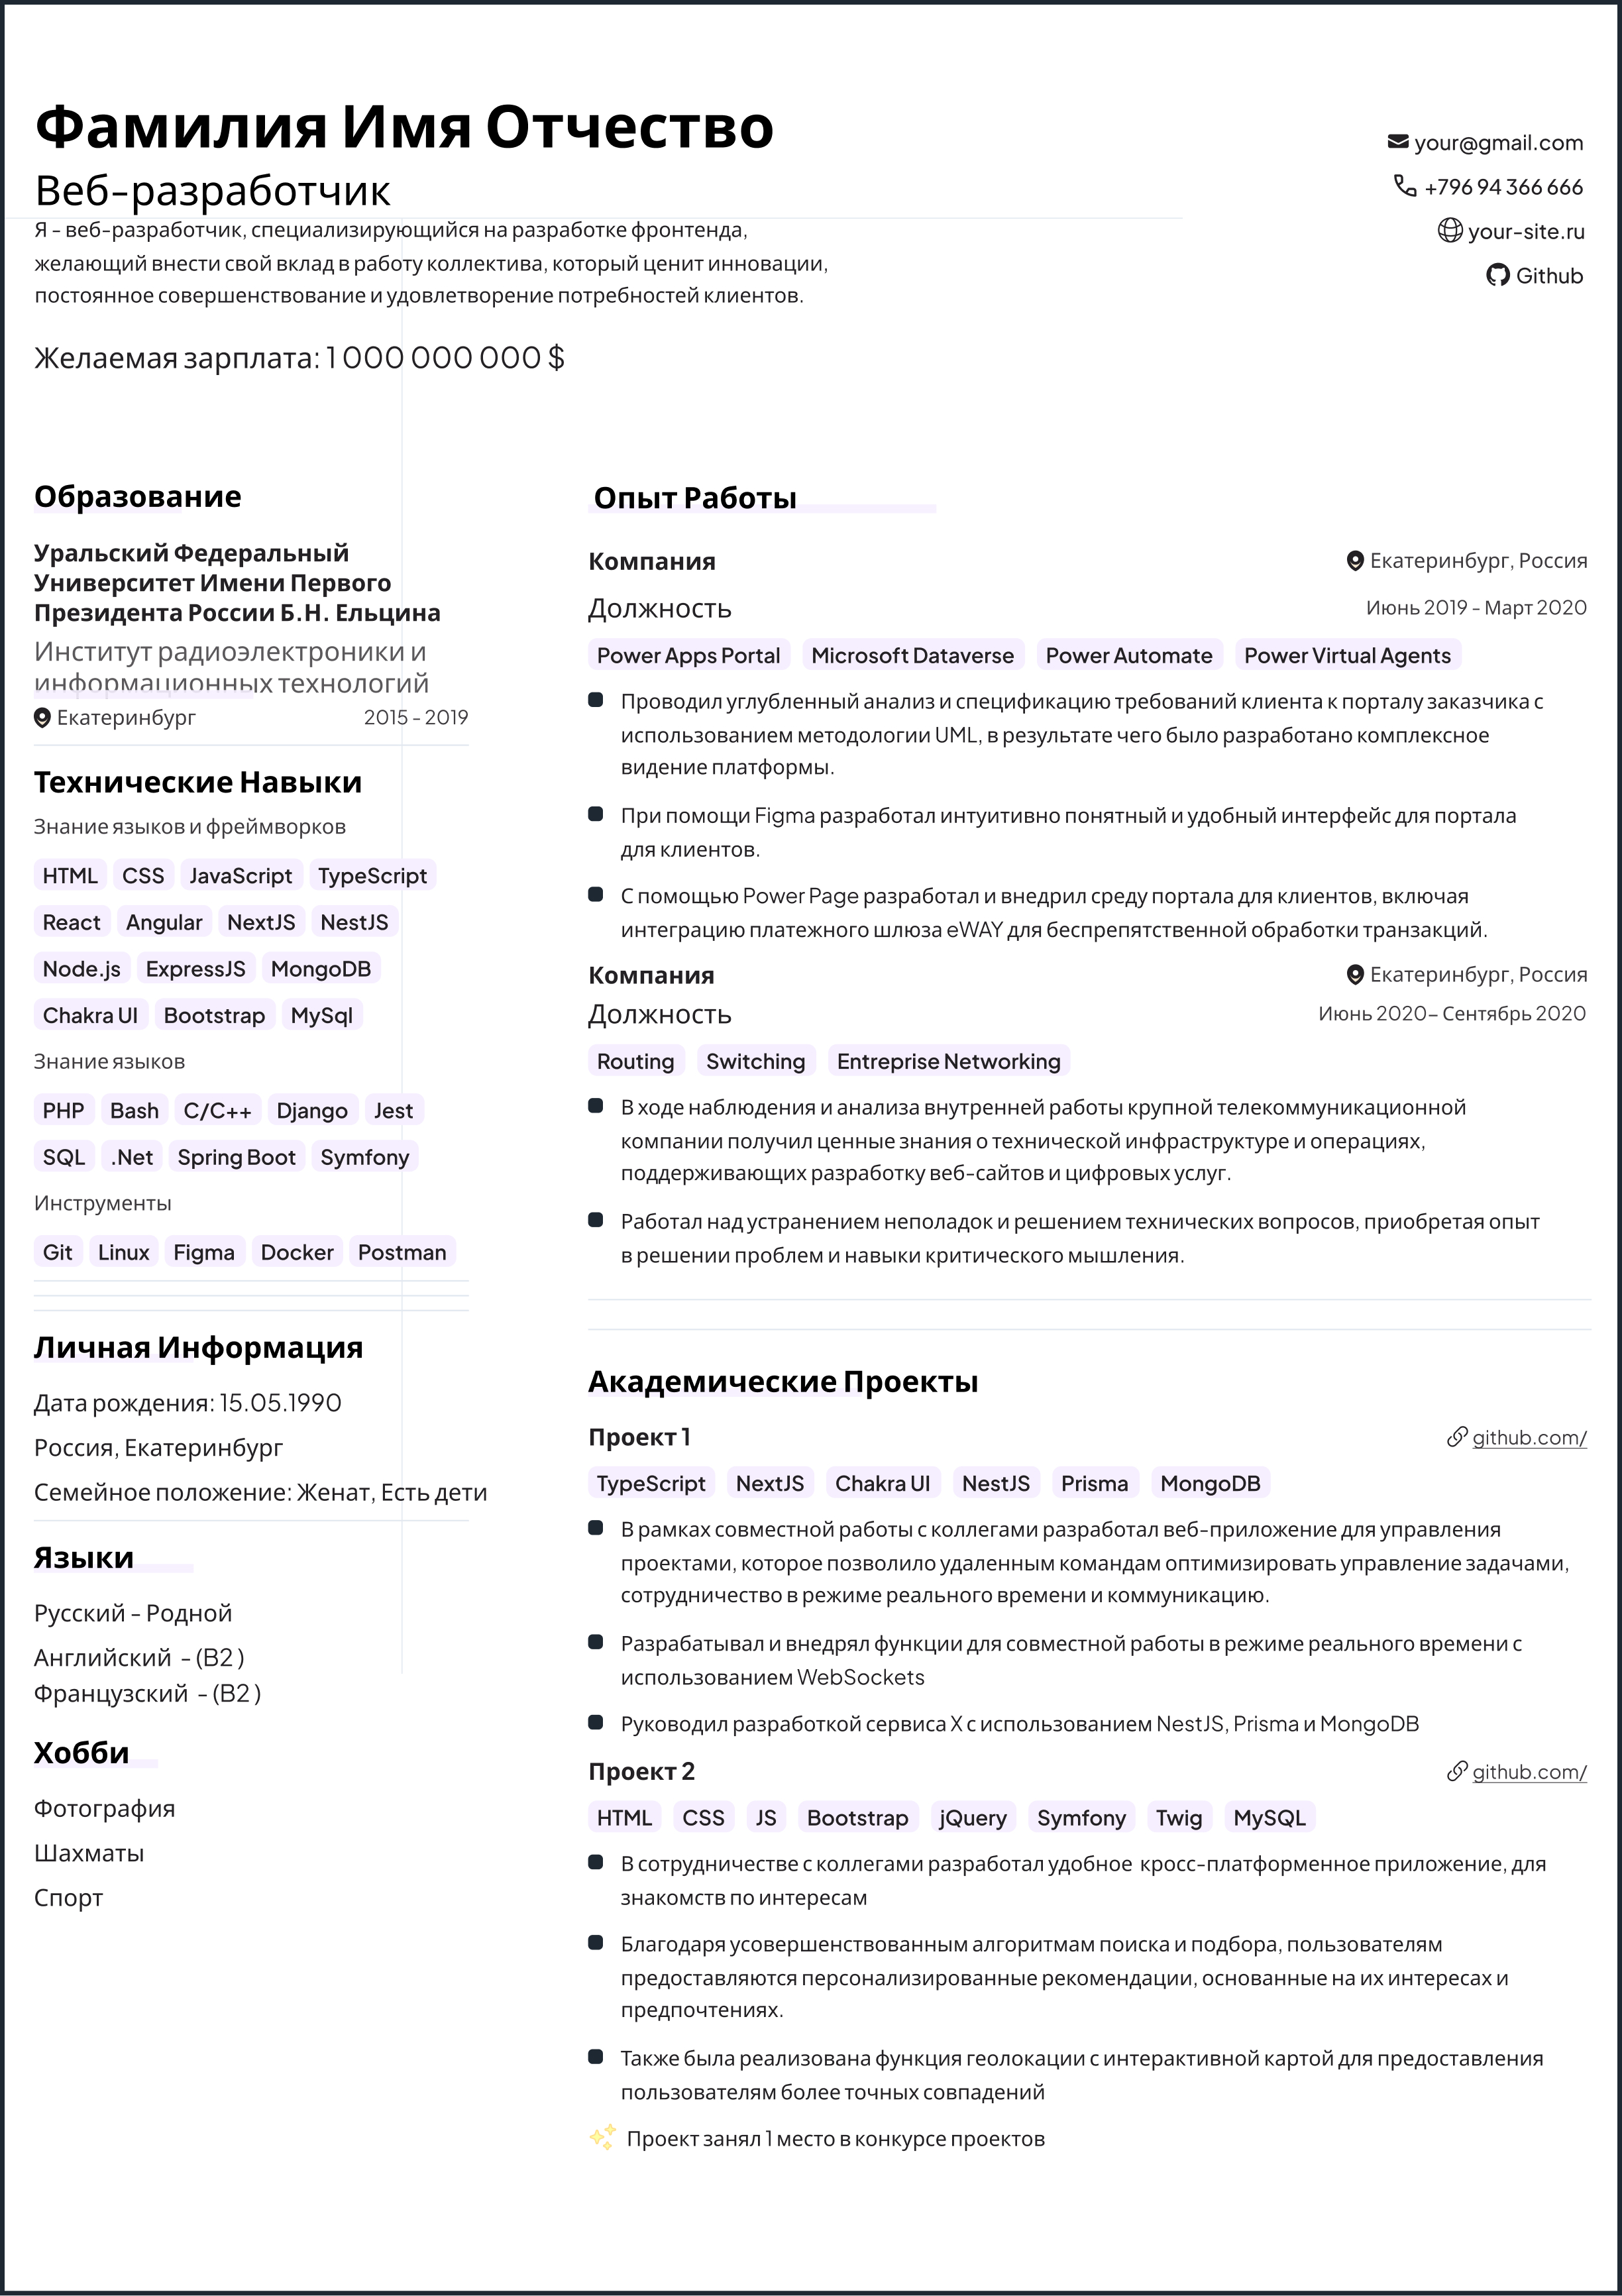 Фамилия Имя Отчество
Веб-разработчик
Я - веб-разработчик, специализирующийся на разработке фронтенда,
желающий внести свой вклад в работу коллектива, который ценит инновации,
постоянное совершенствование и удовлетворение потребностей клиентов.
Желаемая зарплата: 1 000 000 000 $
your@gmail.com
+796 94 366 666
your-site.ru
Github
Образование
Уральский Федеральный
Университет Имени Первого
Президента России Б.Н. Ельцина
Институт радиоэлектроники и
информационных технологий
Екатеринбург 2015 - 2019
Технические Навыки
Знание языков и фреймворков
HTML CSS JavaScript TypeScript
React Angular NextJS NestJS
Node.js ExpressJS MongoDB
Chakra UI Bootstrap MySql
Знание языков
PHP Bash C/C++ Django Jest
SQL .Net Spring Boot Symfony
Инструменты
Git Linux Figma Docker Postman
Личная Информация
Дата рождения: 15.05.1990
Россия, Екатеринбург
Семейное положение: Женат, Есть дети
Языки
Русский - Родной
Английский - (B2 )
Французский - (B2 )
Хобби
Фотография
Шахматы
Спорт
Опыт Работы
Компания Екатеринбург, Россия
Должность Июнь 2019 - Март 2020
Power Apps Portal Microsoft Dataverse Power Automate Power Virtual Agents
Проводил углубленный анализ и спецификацию требований клиента к порталу заказчика с
использованием методологии UML, в результате чего было разработано комплексное
видение платформы.
При помощи Figma разработал интуитивно понятный и удобный интерфейс для портала
для клиентов.
С помощью Power Page разработал и внедрил среду портала для клиентов, включая
интеграцию платежного шлюза eWAY для беспрепятственной обработки транзакций.
Компания Екатеринбург, Россия
Должность Июнь 2020– Сентябрь 2020
Routing Switching Entreprise Networking
В ходе наблюдения и анализа внутренней работы крупной телекоммуникационной
компании получил ценные знания о технической инфраструктуре и операциях,
поддерживающих разработку веб-сайтов и цифровых услуг.
Работал над устранением неполадок и решением технических вопросов, приобретая опыт
в решении проблем и навыки критического мышления.
Академические Проекты
Проект 1 github.com/
TypeScript NextJS Chakra UI NestJS Prisma MongoDB
В рамках совместной работы с коллегами разработал веб-приложение для управления
проектами, которое позволило удаленным командам оптимизировать управление задачами,
сотрудничество в режиме реального времени и коммуникацию.
Разрабатывал и внедрял функции для совместной работы в режиме реального времени с
использованием WebSockets
Руководил разработкой сервиса X с использованием NestJS, Prisma и MongoDB
Проект 2 github.com/
HTML CSS JS Bootstrap jQuery Symfony Twig MySQL
В сотрудничестве с коллегами разработал удобное кросс-платформенное приложение, для
знакомств по интересам
Благодаря усовершенствованным алгоритмам поиска и подбора, пользователям
предоставляются персонализированные рекомендации, основанные на их интересах и
предпочтениях.
Также была реализована функция геолокации с интерактивной картой для предоставления
пользователям более точных совпадений
Проект занял 1 место в конкурсе проектов